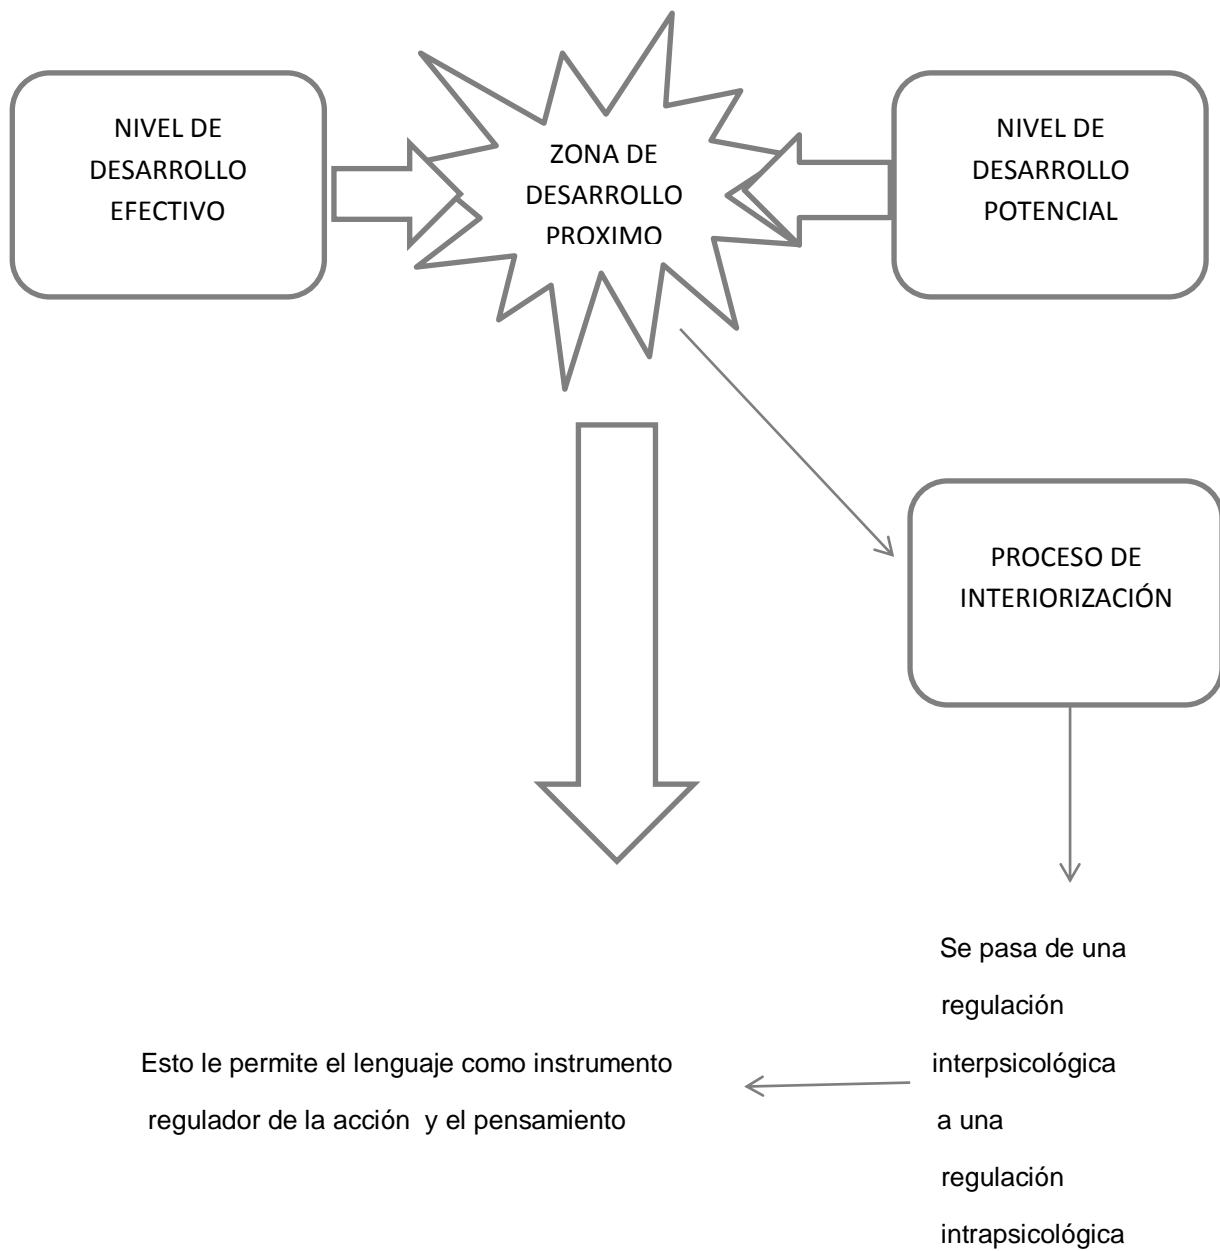 NIVEL DE
DESARROLLO
EFECTIVO
ZONA DE
DESARROLLO
PROXIMO
NIVEL DE
DESARROLLO
POTENCIAL
PROCESO DE
INTERIORIZACIÓN
Se pasa de una
regulación
interpsicológica
a una
regulación
intrapsicológica
Esto le permite el lenguaje como instrumento
regulador de la acción y el pensamiento